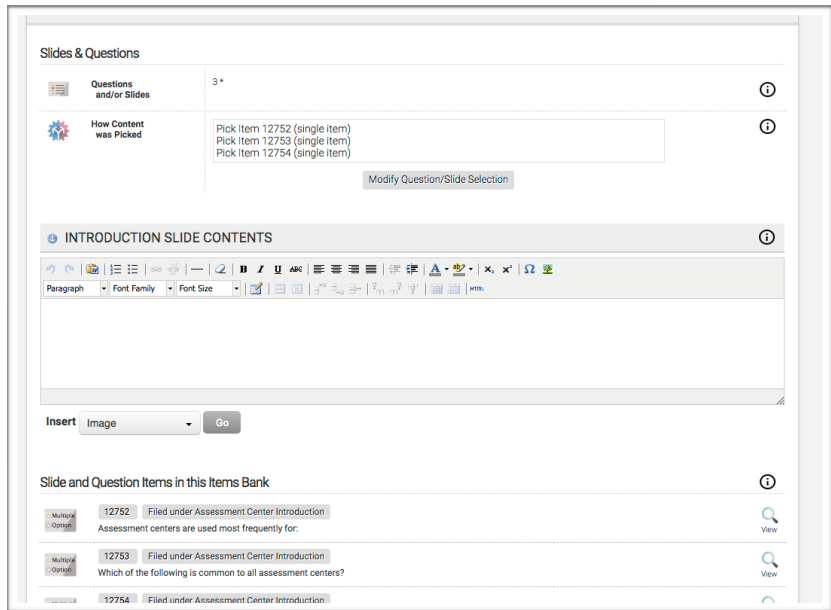 Slides & Questions
Questions
and/or Slides
3 *
How Content
was Picked
Pick Item 12752 (single item)
Pick Item 12753 (single item)
Pick Item 12754 (single item)
Modify Question/Slide Selection
INTRODUCTION SLIDE CONTENTS
B I U ABC A ab x₂ x² Ω
Paragraph Font Family Font Size HTML
Insert Image Go
Slide and Question Items in this Items Bank
Multiple
Option
12752 Filed under Assessment Center Introduction
Assessment centers are used most frequently for:
View
Multiple
Option
12753 Filed under Assessment Center Introduction
Which of the following is common to all assessment centers?
View
12754 Filed under Assessment Center Introduction